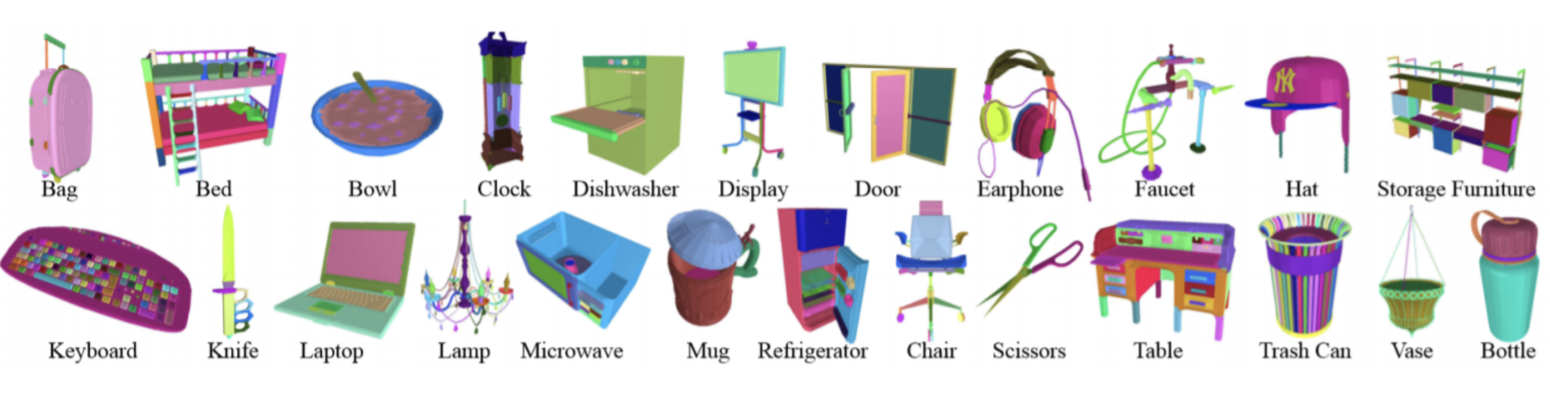 NY
Bag Bed Bowl Clock Dishwasher Display Door Earphone Faucet Hat Storage Furniture
Keyboard Knife Laptop Lamp Microwave Mug Refrigerator Chair Scissors Table Trash Can Vase Bottle